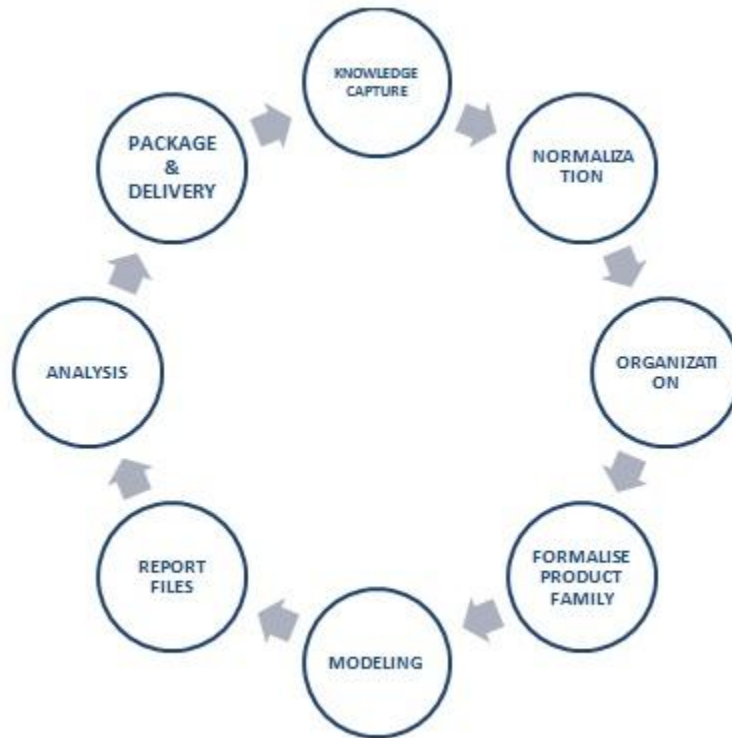 KNOWLEDGE
CAPTURE
NORMALIZA
TION
ORGANIZATI
ON
FORMALISE
PRODUCT
FAMILY
MODELING
REPORT
FILES
ANALYSIS
PACKAGE
&
DELIVERY